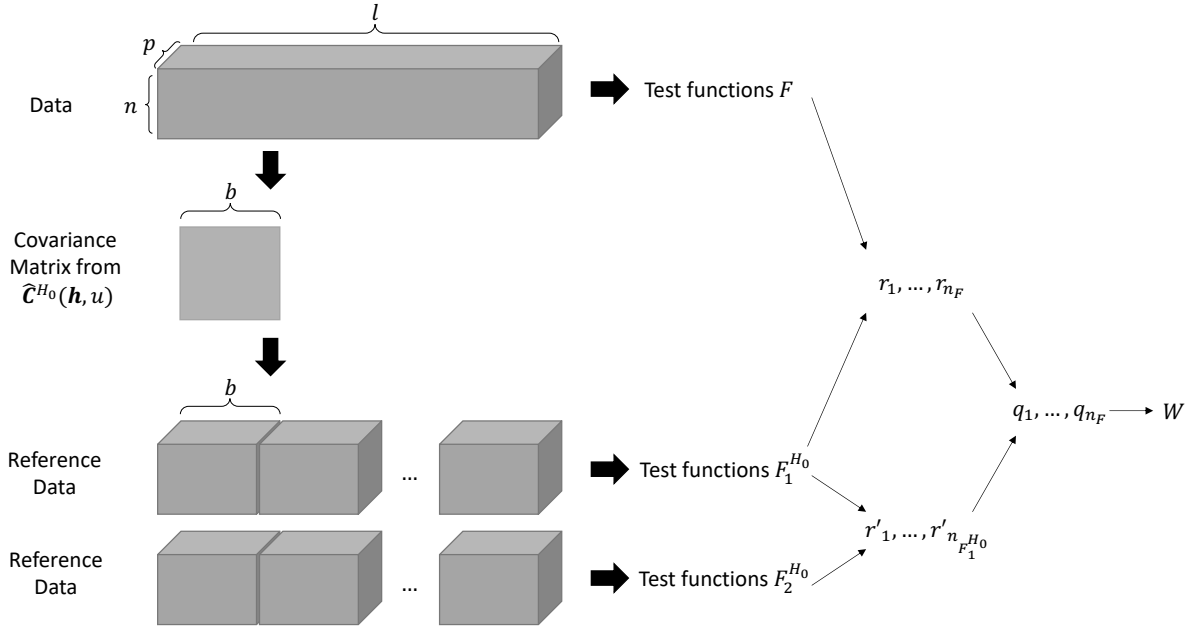 l
p
n
Data
Test functions F
b
Covariance
Matrix from
Ĉ^{H_0}(h, u)
r_1, … , r_{n_F}
b
q_1, … , q_{n_F}
W
Reference
Data
...
Test functions F_1^{H_0}
r'_1, … , r'_{n_{F_1^{H_0}}}
Reference
Data
...
Test functions F_2^{H_0}